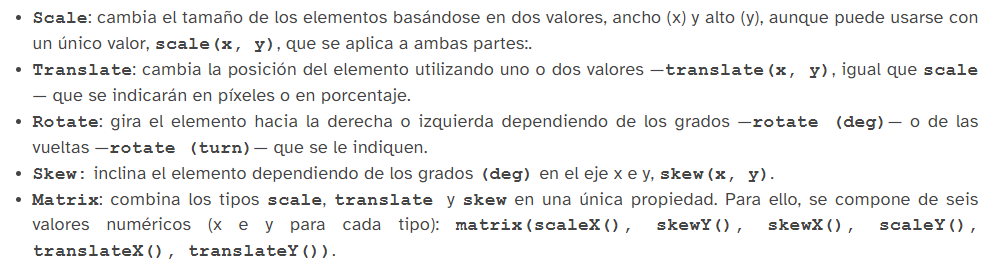 • Scale: cambia el tamaño de los elementos basándose en dos valores, ancho (x) y alto (y), aunque puede usarse con
un único valor, scale(x, y), que se aplica a ambas partes:.
• Translate: cambia la posición del elemento utilizando uno o dos valores —translate(x, y), igual que scale
— que se indicarán en píxeles o en porcentaje.
• Rotate: gira el elemento hacia la derecha o izquierda dependiendo de los grados —rotate (deg)— o de las
vueltas —rotate (turn)— que se le indiquen.
• Skew: inclina el elemento dependiendo de los grados (deg) en el eje x e y, skew(x, y).
• Matrix: combina los tipos scale, translate y skew en una única propiedad. Para ello, se compone de seis
valores numéricos (x e y para cada tipo): matrix(scaleX(), skewY(), skewX(), scaleY(),
translateX(), translateY()).